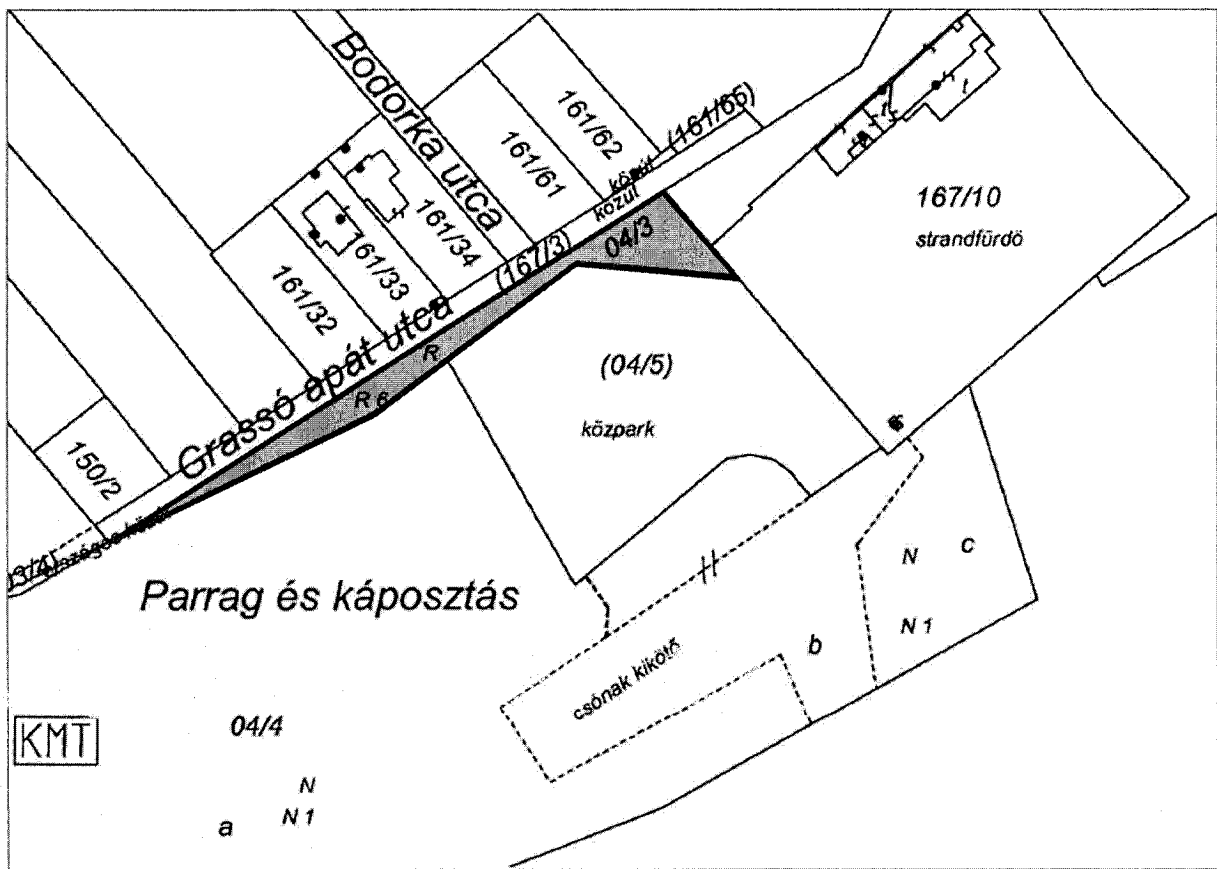 Bodorka utca
161/62
(161/65)
161/61
közút
közút
161/34
161/33
161/32
(167/3)
04/3
167/10
strandfürdő
Grassó apát utca
R
R 6
(04/5)
közpark
150/2
Parrag és káposztás
csónak kikötő
b
N
c
N 1
KMT
04/4
N
a
N 1